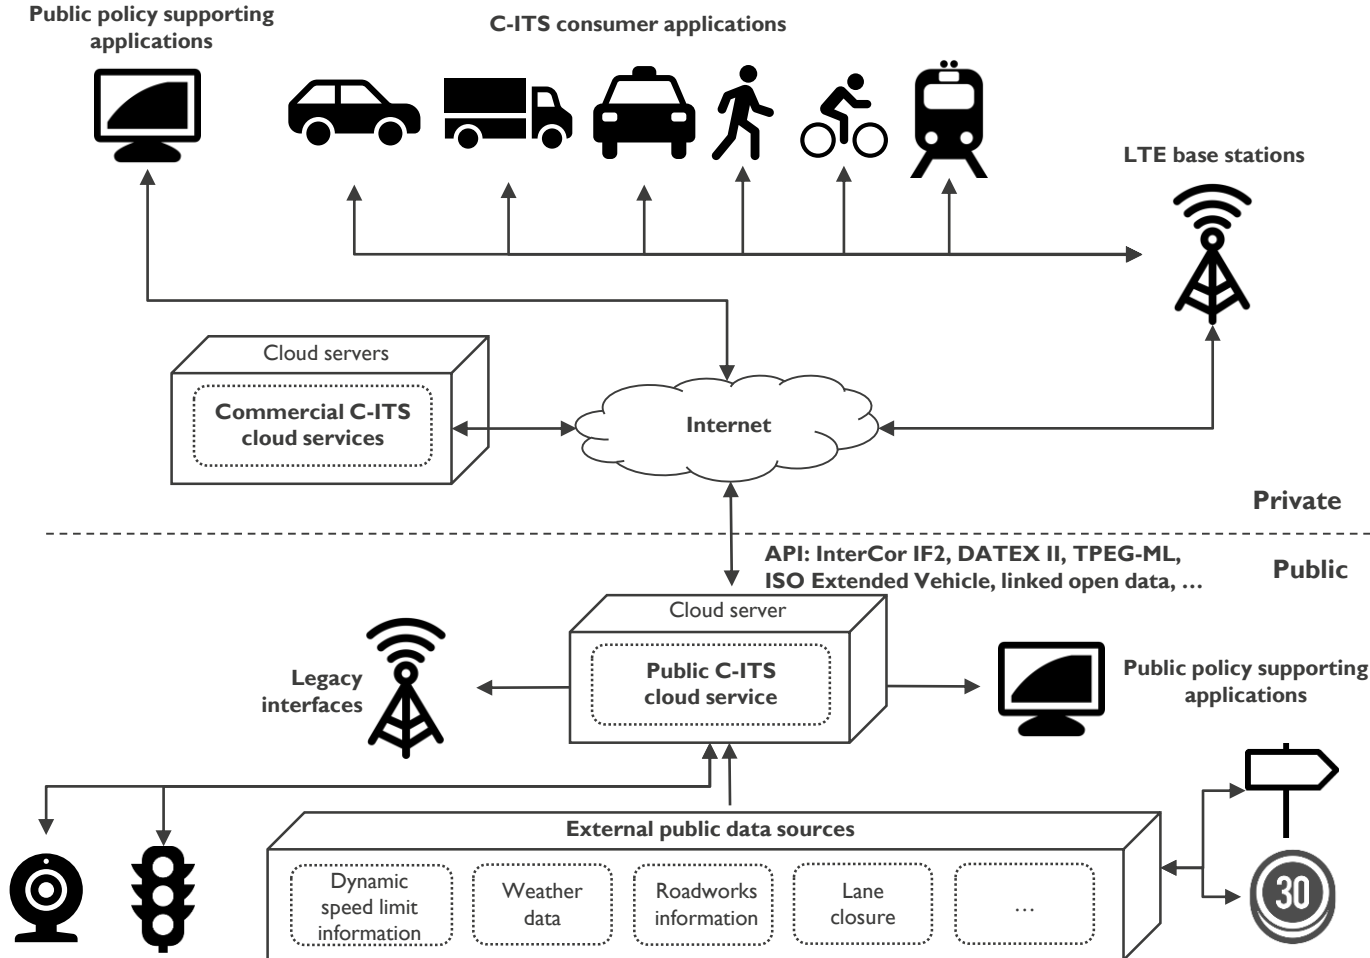 Public policy supporting
applications
C-ITS consumer applications
LTE base stations
Cloud servers
Commercial C-ITS
cloud services
Internet
Private
API: InterCor IF2, DATEX II, TPEG-ML,
ISO Extended Vehicle, linked open data, …
Public
Cloud server
Public C-ITS
cloud service
Legacy
interfaces
Public policy supporting
applications
External public data sources
Dynamic
speed limit
information
Weather
data
Roadworks
information
Lane
closure
…
30